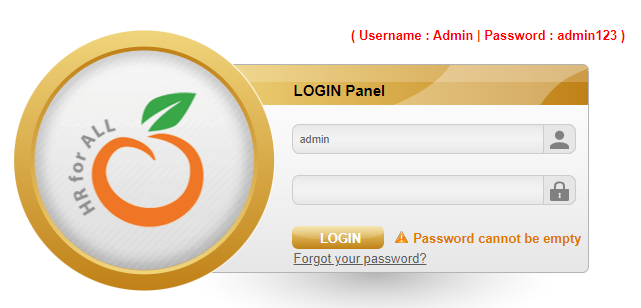 ( Username : Admin | Password : admin123 )
LOGIN Panel
HR for ALL
admin
LOGIN
Password cannot be empty
Forgot your password?